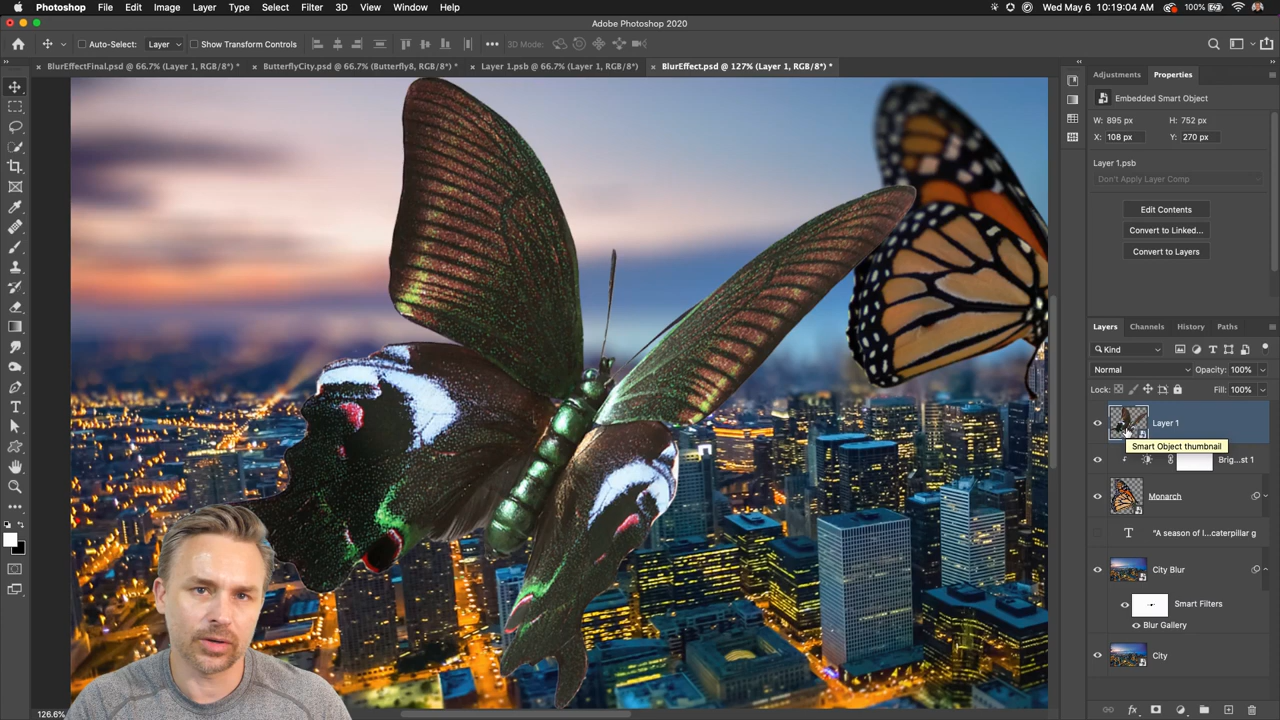 Photoshop File Edit Image Layer Type Select Filter 3D View Window Help 100% Wed May 6 10:19:04 AM
Adobe Photoshop 2020
Auto-Select: Layer Show Transform Controls 3D Mode:
BlurEffectFinal.psd @ 66.7% (Layer 1, RGB/8*) * ButterflyCity.psd @ 66.7% (Butterfly8, RGB/8*) * Layer 1.psb @ 66.7% (Layer 1, RGB/8*) BlurEffect.psd @ 127% (Layer 1, RGB/8*) *
Adjustments Properties
Embedded Smart Object
W: 895 px H: 752 px
X: 108 px Y: 270 px
Layer 1.psb
Don't Apply Layer Comp
Edit Contents
Convert to Linked...
Convert to Layers
Layers Channels History Paths
Kind
Normal Opacity: 100%
Lock: Fill: 100%
Layer 1
Smart Object thumbnail
Brig...st 1
Monarch
T "A season of l...caterpillar g
City Blur
Smart Filters
Blur Gallery
City
126.6%